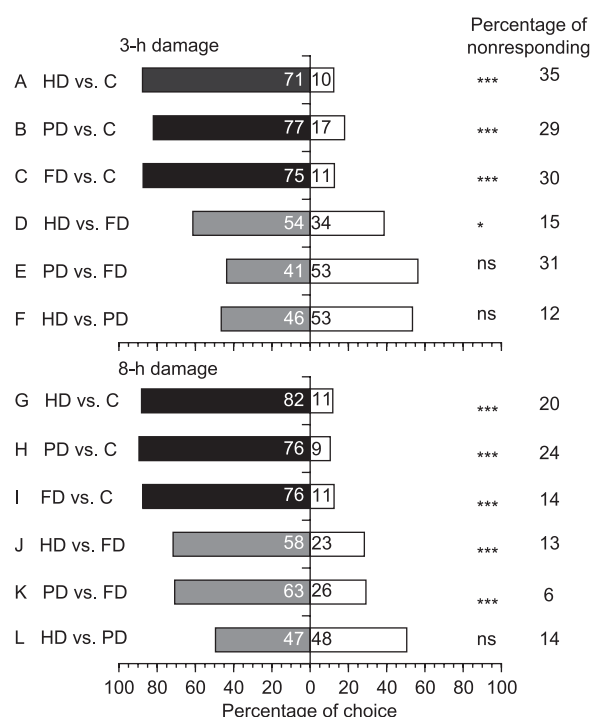 Percentage of
nonresponding
3-h damage
A HD vs. C 71 10 *** 35
B PD vs. C 77 17 *** 29
C FD vs. C 75 11 *** 30
D HD vs. FD 54 34 * 15
E PD vs. FD 41 53 ns 31
F HD vs. PD 46 53 ns 12
8-h damage
G HD vs. C 82 11 *** 20
H PD vs. C 76 9 *** 24
I FD vs. C 76 11 *** 14
J HD vs. FD 58 23 *** 13
K PD vs. FD 63 26 *** 6
L HD vs. PD 47 48 ns 14
100 80 60 40 20 0 20 40 60 80 100
Percentage of choice